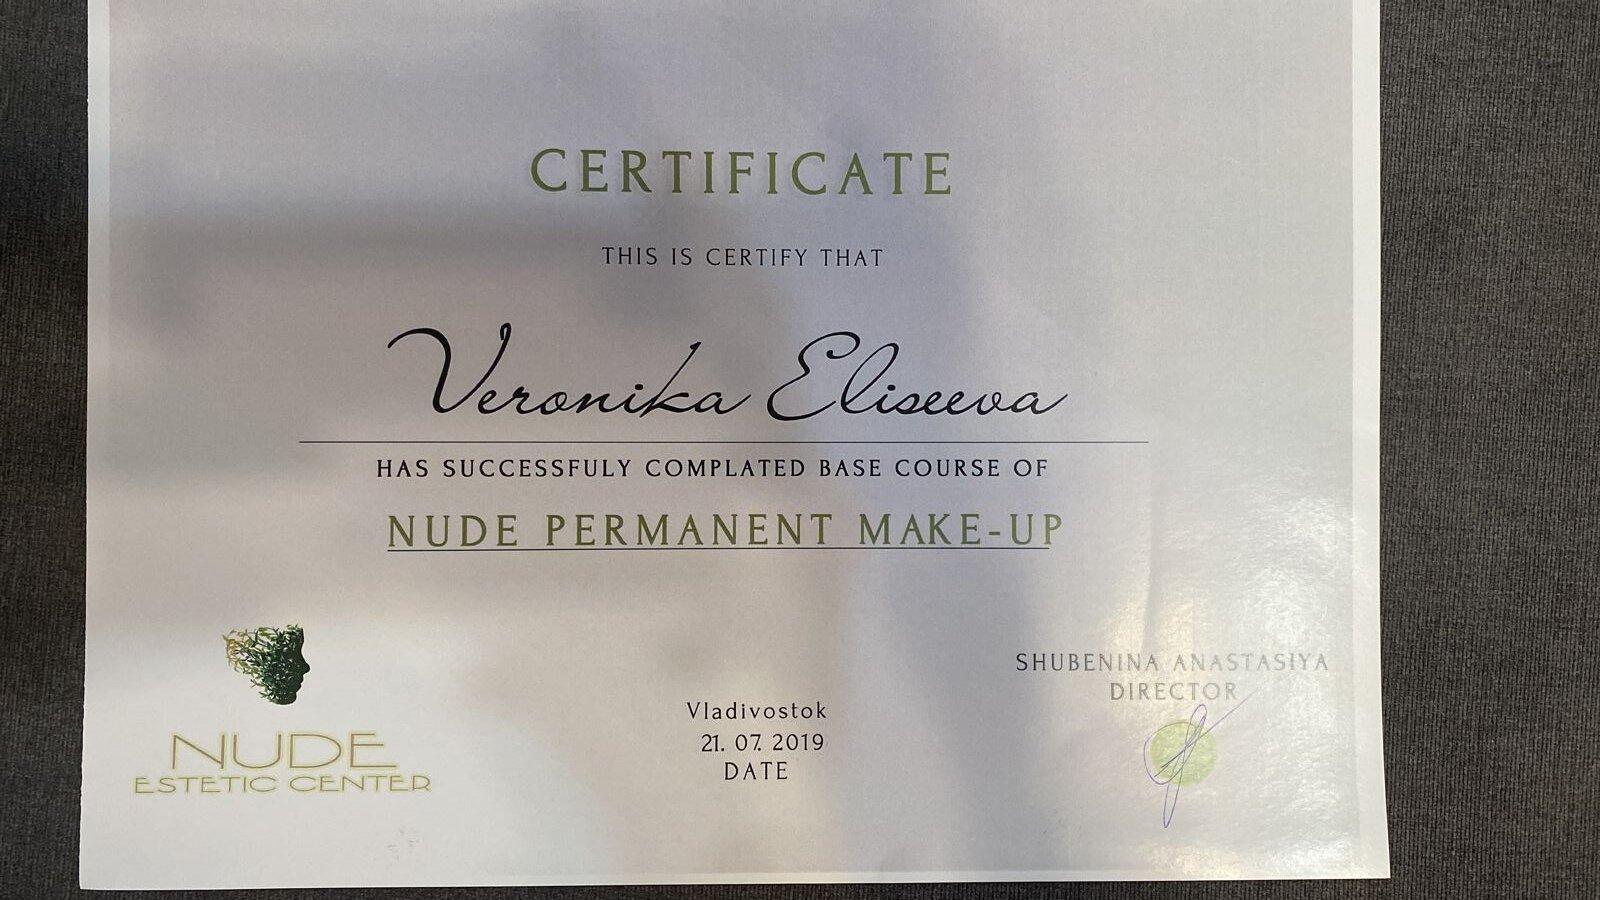 CERTIFICATE
THIS IS CERTIFY THAT
Veronika Eliseeva
HAS SUCCESSFULY COMPLATED BASE COURSE OF
NUDE PERMANENT MAKE-UP
SHUBENINA ANASTASIYA
DIRECTOR
Vladivostok
21. 07. 2019
DATE
NUDE
ESTETIC CENTER